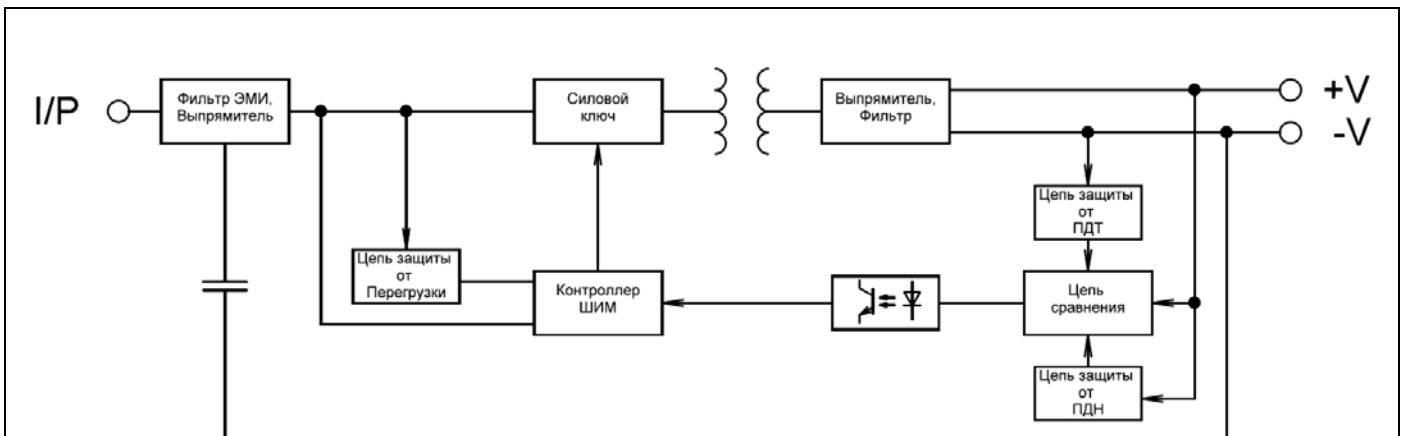 I/P
Фильтр ЭМИ,
Выпрямитель
Силовой
ключ
Выпрямитель,
Фильтр
+V
-V
Цепь защиты
от
ПДТ
Цепь защиты
от
Перегрузки
Контроллер
ШИМ
Цепь
сравнения
Цепь защиты
от
ПДН